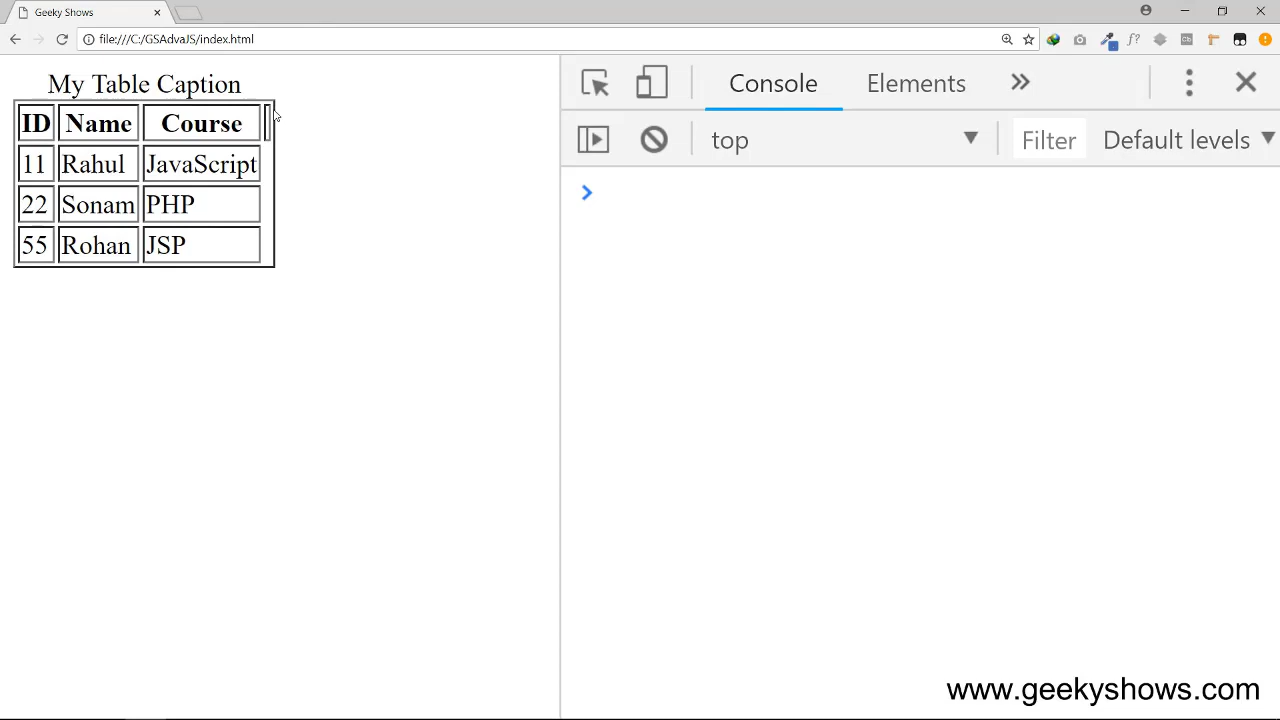 Geeky Shows
file:///C:/GSAdvaJS/index.html
My Table Caption
ID Name Course
11 Rahul JavaScript
22 Sonam PHP
55 Rohan JSP
Console Elements
top Filter Default levels
www.geekyshows.com